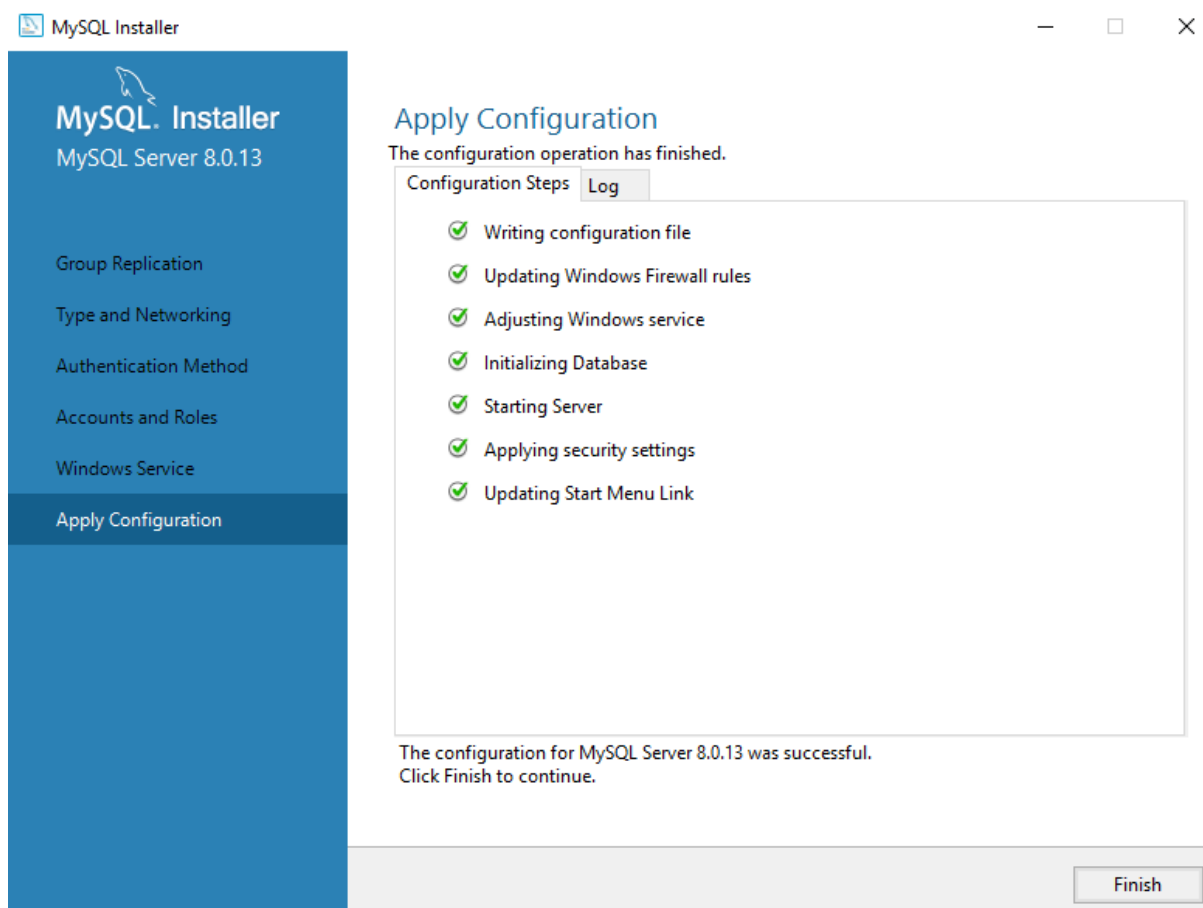 MySQL Installer
MySQL. Installer
MySQL Server 8.0.13
Group Replication
Type and Networking
Authentication Method
Accounts and Roles
Windows Service
Apply Configuration
Apply Configuration
The configuration operation has finished.
Configuration Steps Log
Writing configuration file
Updating Windows Firewall rules
Adjusting Windows service
Initializing Database
Starting Server
Applying security settings
Updating Start Menu Link
The configuration for MySQL Server 8.0.13 was successful.
Click Finish to continue.
Finish